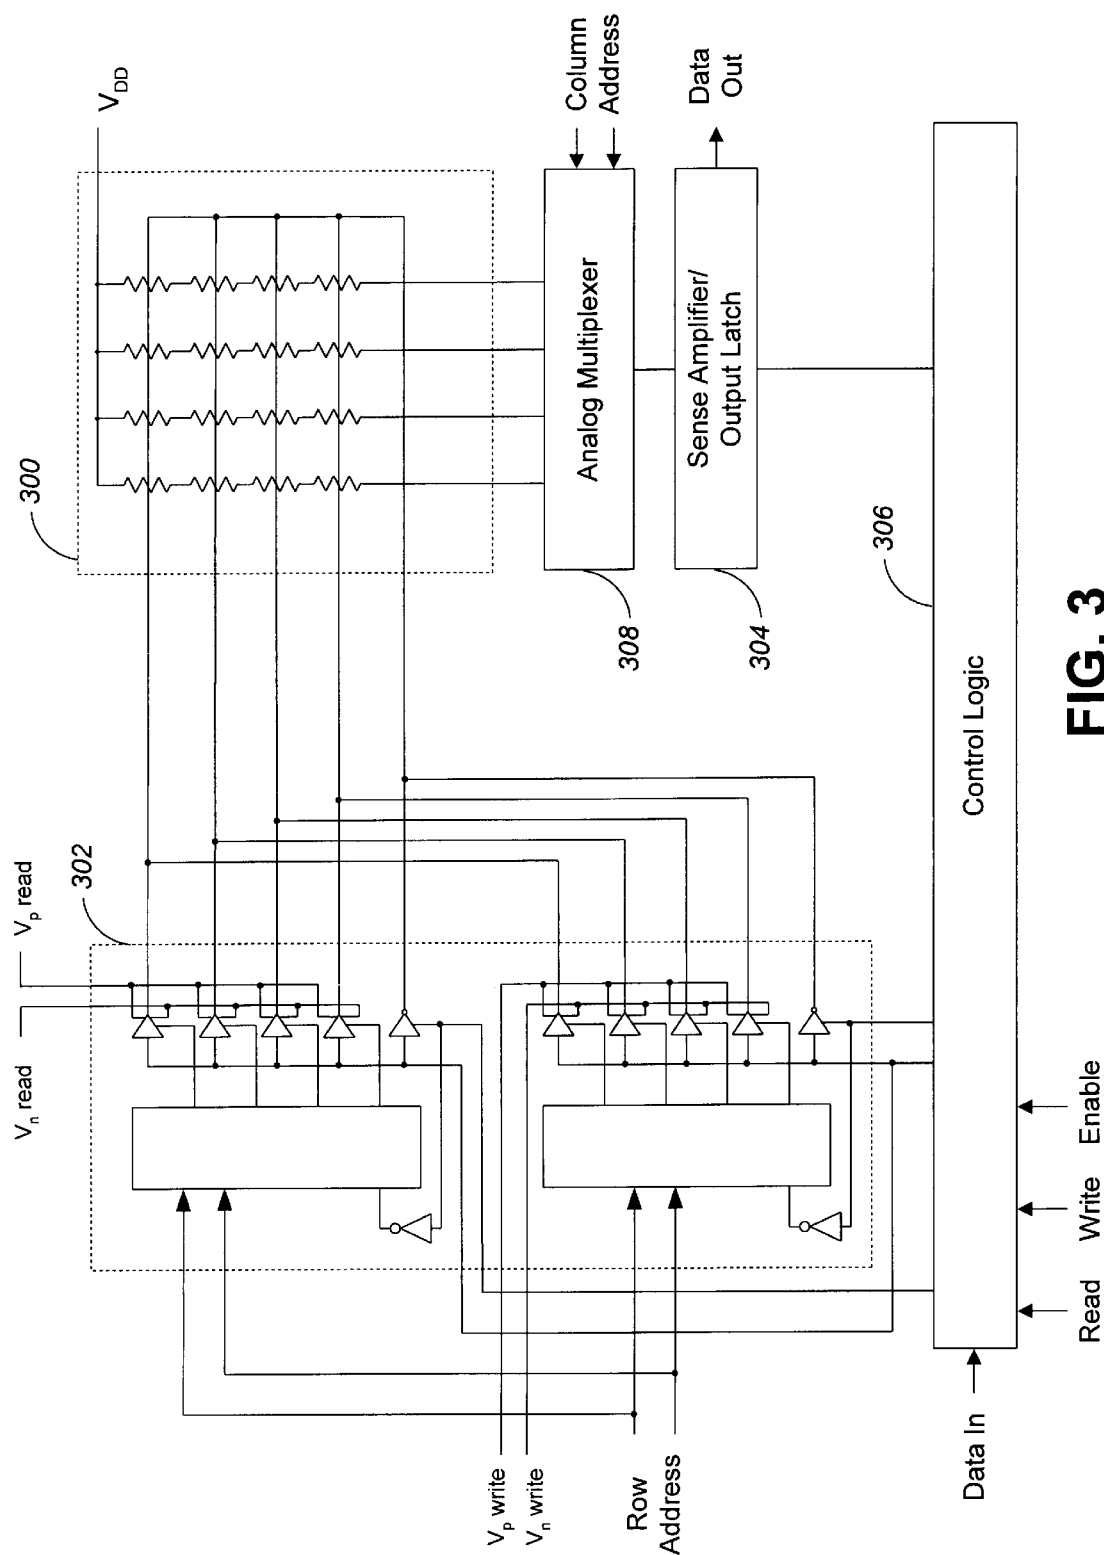 V_DD
Column
Address
Data
Out
300
Analog Multiplexer
Sense Amplifier/
Output Latch
308
304
306
Control Logic
302
V_p read
V_n read
V_p write
V_n write
Row
Address
Data In
Read
Write
Enable
FIG. 3